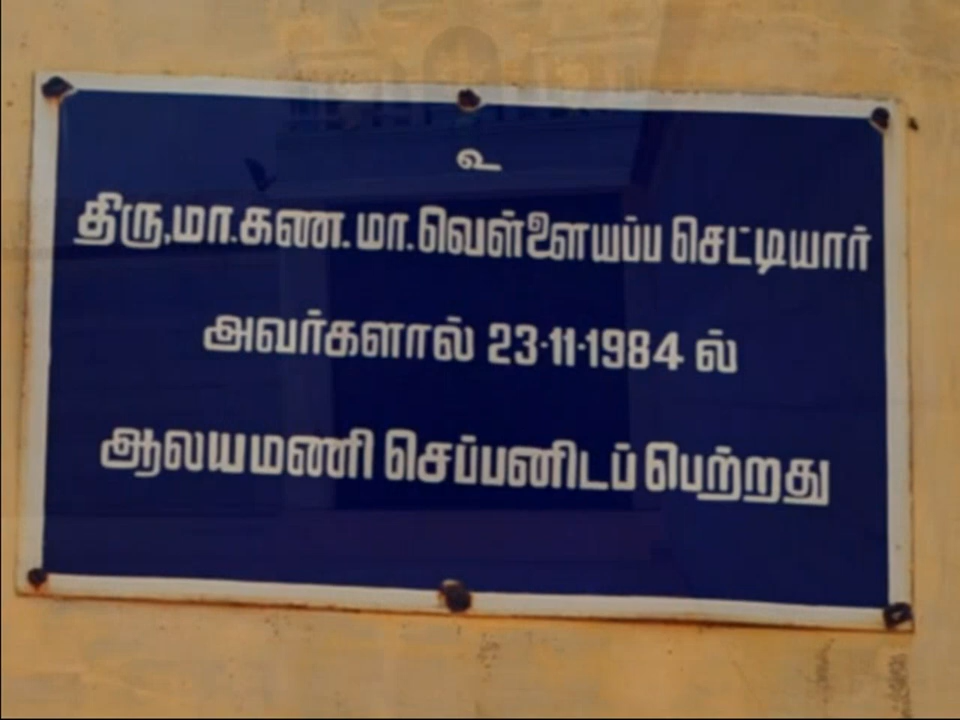 உ
திரு.மா.கண.மா.வெள்ளையப்ப செட்டியார்
அவர்களால் 23-11-1984 ல்
ஆலயமணி செப்பனிடப் பெற்றது